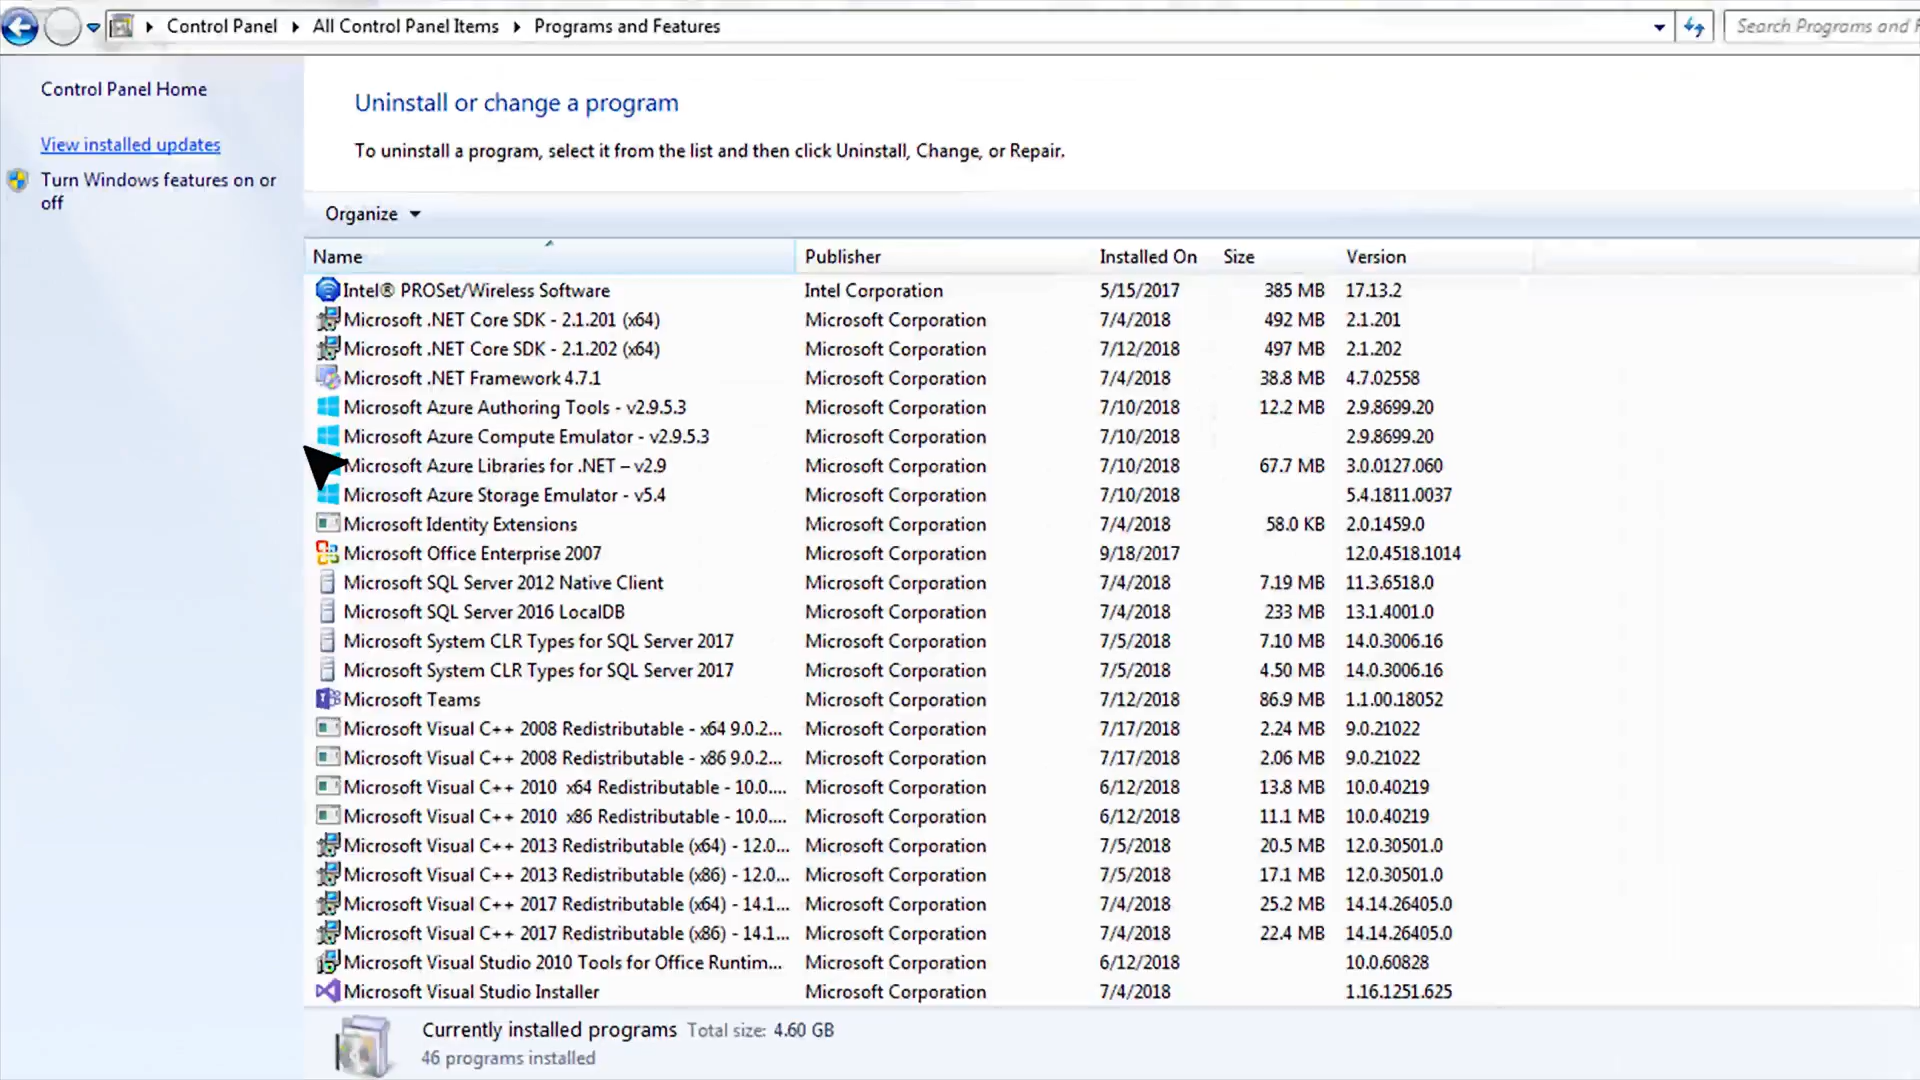 Control Panel All Control Panel Items Programs and Features Search Programs and F
Control Panel Home
View installed updates
Turn Windows features on or
off
Uninstall or change a program
To uninstall a program, select it from the list and then click Uninstall, Change, or Repair.
Organize
Name Publisher Installed On Size Version
Intel® PROSet/Wireless Software Intel Corporation 5/15/2017 385 MB 17.13.2
Microsoft .NET Core SDK - 2.1.201 (x64) Microsoft Corporation 7/4/2018 492 MB 2.1.201
Microsoft .NET Core SDK - 2.1.202 (x64) Microsoft Corporation 7/12/2018 497 MB 2.1.202
Microsoft .NET Framework 4.7.1 Microsoft Corporation 7/4/2018 38.8 MB 4.7.02558
Microsoft Azure Authoring Tools - v2.9.5.3 Microsoft Corporation 7/10/2018 12.2 MB 2.9.8699.20
Microsoft Azure Compute Emulator - v2.9.5.3 Microsoft Corporation 7/10/2018 2.9.8699.20
Microsoft Azure Libraries for .NET – v2.9 Microsoft Corporation 7/10/2018 67.7 MB 3.0.0127.060
Microsoft Azure Storage Emulator - v5.4 Microsoft Corporation 7/10/2018 5.4.1811.0037
Microsoft Identity Extensions Microsoft Corporation 7/4/2018 58.0 KB 2.0.1459.0
Microsoft Office Enterprise 2007 Microsoft Corporation 9/18/2017 12.0.4518.1014
Microsoft SQL Server 2012 Native Client Microsoft Corporation 7/4/2018 7.19 MB 11.3.6518.0
Microsoft SQL Server 2016 LocalDB Microsoft Corporation 7/4/2018 233 MB 13.1.4001.0
Microsoft System CLR Types for SQL Server 2017 Microsoft Corporation 7/5/2018 7.10 MB 14.0.3006.16
Microsoft System CLR Types for SQL Server 2017 Microsoft Corporation 7/5/2018 4.50 MB 14.0.3006.16
Microsoft Teams Microsoft Corporation 7/12/2018 86.9 MB 1.1.00.18052
Microsoft Visual C++ 2008 Redistributable - x64 9.0.2... Microsoft Corporation 7/17/2018 2.24 MB 9.0.21022
Microsoft Visual C++ 2008 Redistributable - x86 9.0.2... Microsoft Corporation 7/17/2018 2.06 MB 9.0.21022
Microsoft Visual C++ 2010 x64 Redistributable - 10.0.... Microsoft Corporation 6/12/2018 13.8 MB 10.0.40219
Microsoft Visual C++ 2010 x86 Redistributable - 10.0.... Microsoft Corporation 6/12/2018 11.1 MB 10.0.40219
Microsoft Visual C++ 2013 Redistributable (x64) - 12.0... Microsoft Corporation 7/5/2018 20.5 MB 12.0.30501.0
Microsoft Visual C++ 2013 Redistributable (x86) - 12.0... Microsoft Corporation 7/5/2018 17.1 MB 12.0.30501.0
Microsoft Visual C++ 2017 Redistributable (x64) - 14.1... Microsoft Corporation 7/4/2018 25.2 MB 14.14.26405.0
Microsoft Visual C++ 2017 Redistributable (x86) - 14.1... Microsoft Corporation 7/4/2018 22.4 MB 14.14.26405.0
Microsoft Visual Studio 2010 Tools for Office Runtim... Microsoft Corporation 6/12/2018 10.0.60828
Microsoft Visual Studio Installer Microsoft Corporation 7/4/2018 1.16.1251.625
Currently installed programs Total size: 4.60 GB
46 programs installed